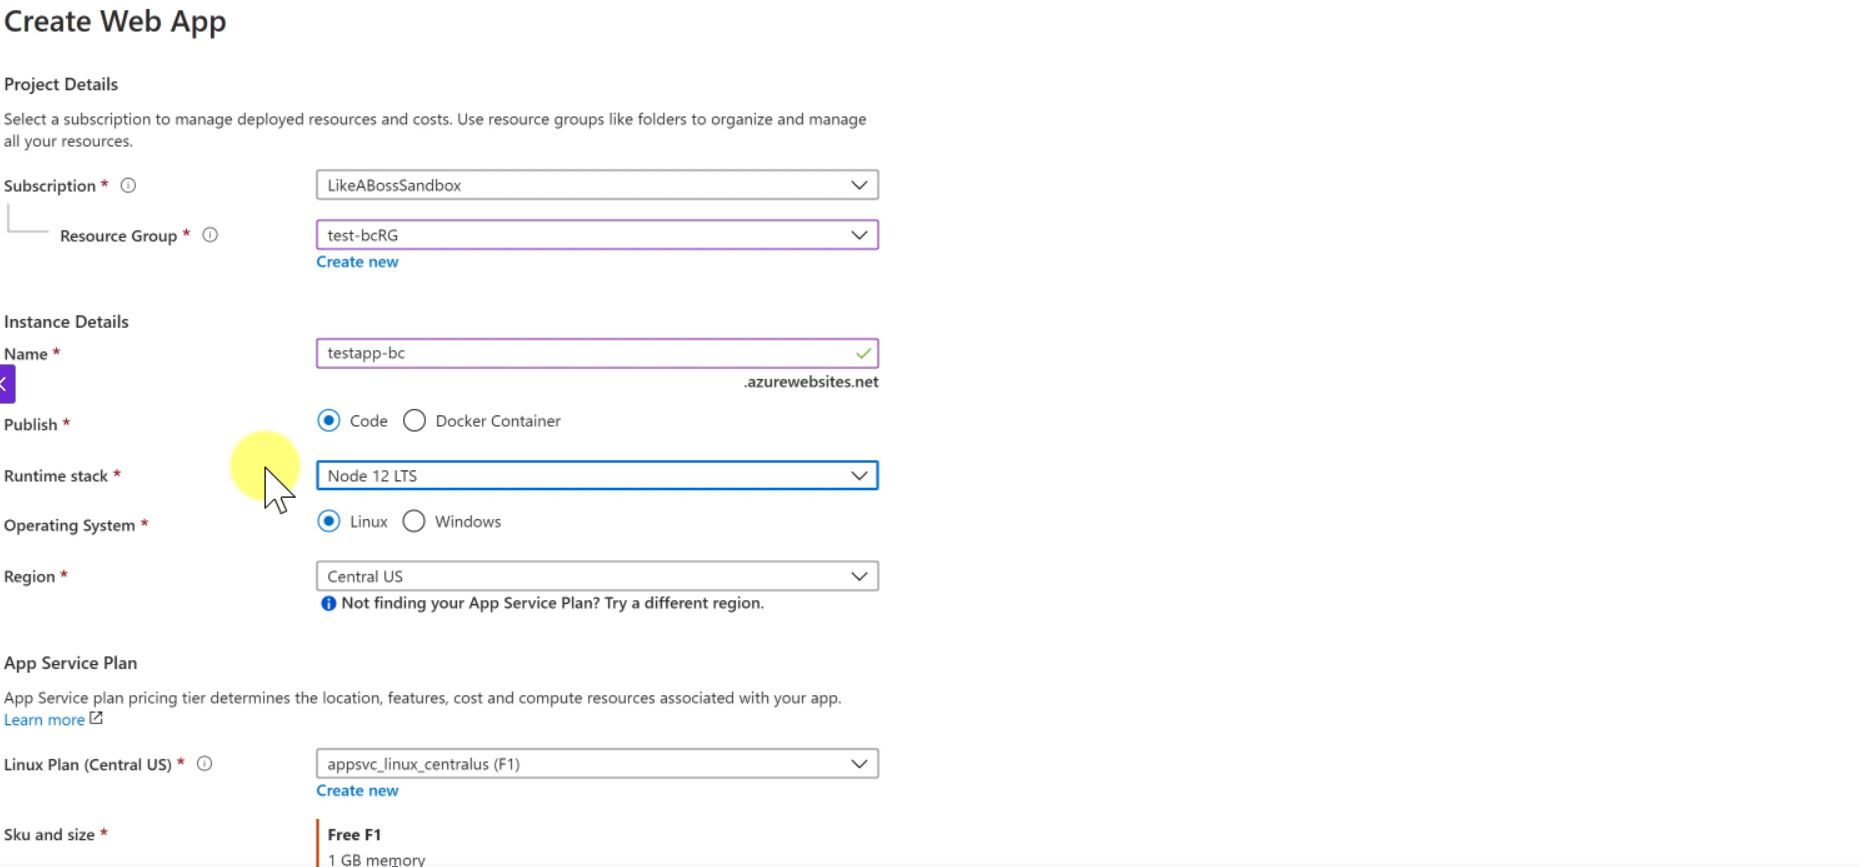 Create Web App
Project Details
Select a subscription to manage deployed resources and costs. Use resource groups like folders to organize and manage
all your resources.
Subscription *
LikeABossSandbox
Resource Group *
test-bcRG
Create new
Instance Details
Name *
testapp-bc
.azurewebsites.net
Publish *
Code
Docker Container
Runtime stack *
Node 12 LTS
Operating System *
Linux
Windows
Region *
Central US
Not finding your App Service Plan? Try a different region.
App Service Plan
App Service plan pricing tier determines the location, features, cost and compute resources associated with your app.
Learn more
Linux Plan (Central US) *
appsvc_linux_centralus (F1)
Create new
Sku and size *
Free F1
1 GB memory